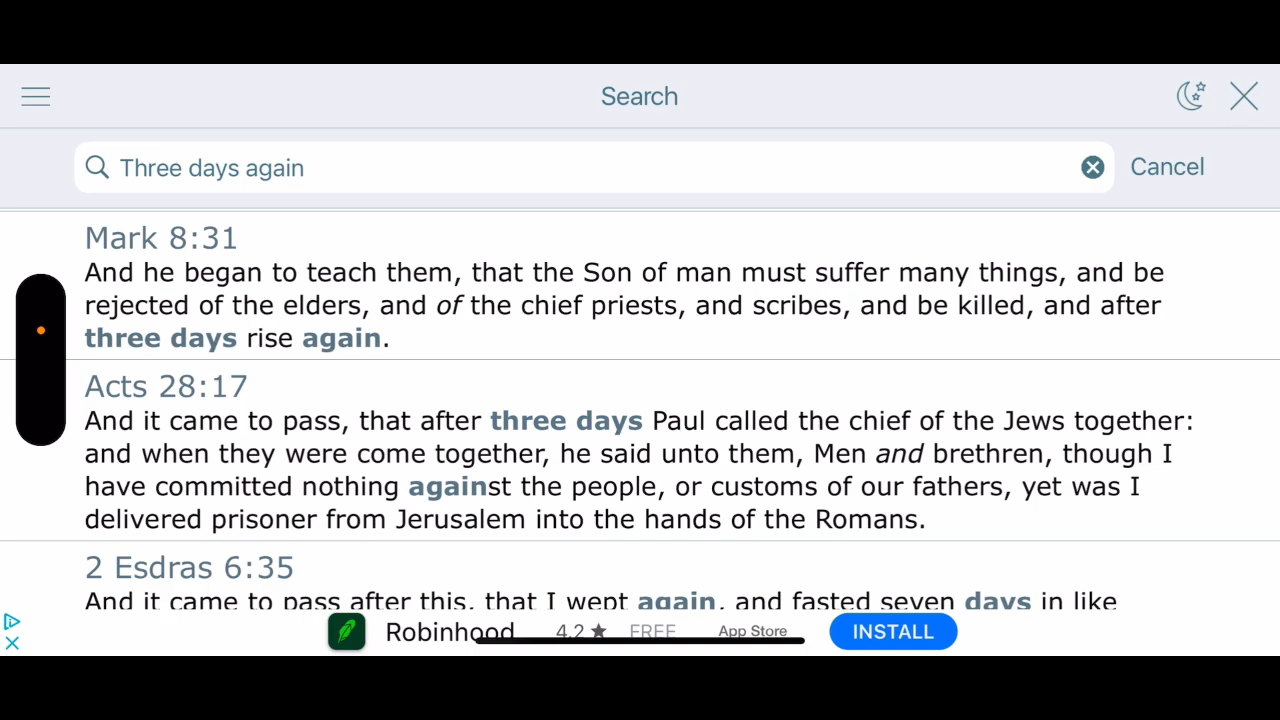 Search
Three days again
Cancel
Mark 8:31
And he began to teach them, that the Son of man must suffer many things, and be
rejected of the elders, and of the chief priests, and scribes, and be killed, and after
three days rise again.
Acts 28:17
And it came to pass, that after three days Paul called the chief of the Jews together:
and when they were come together, he said unto them, Men and brethren, though I
have committed nothing against the people, or customs of our fathers, yet was I
delivered prisoner from Jerusalem into the hands of the Romans.
2 Esdras 6:35
And it came to pass after this, that I wept again, and fasted seven days in like
Robinhood 4.2★ FREE App Store INSTALL